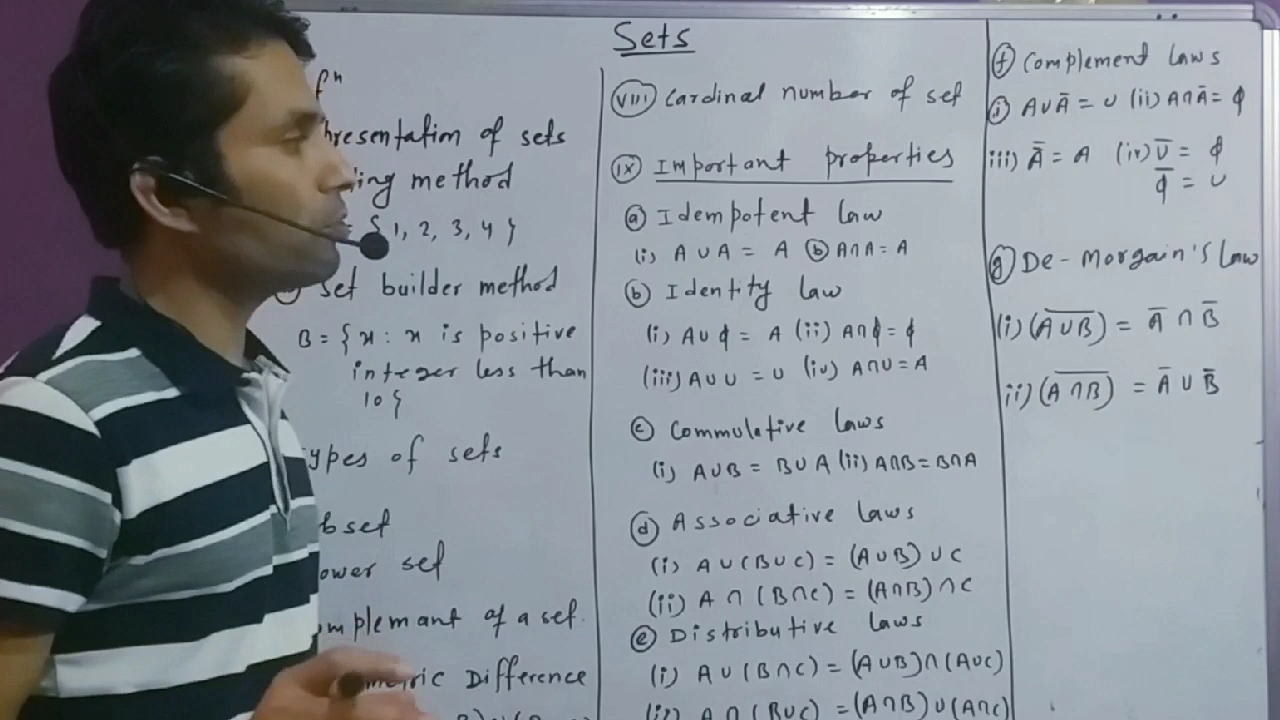 Sets
fⁿ
presentation of sets
ing method
= {1, 2, 3, 4}
set builder method
B = {x : x is positive
integer less than
10}
types of sets
bset
ower set
omplemant of a set.
metric Difference
(viii) Cardinal number of set
(ix) Important properties
(a) Idempotent law
(i) A ∪ A = A (b) A∩A = A
(b) Identity law
(i) A∪ϕ = A (ii) A∩ϕ = ϕ
(iii) A∪U = U (iv) A∩U = A
(c) Commulative laws
(i) A∪B = B∪A (ii) A∩B = B∩A
(d) Associative laws
(i) A∪(B∪C) = (A∪B)∪C
(ii) A∩(B∩C) = (A∩B)∩C
(e) Distributive laws
(i) A∪(B∩C) = (A∪B)∩(A∪C)
(ii) A∩(B∪C) = (A∩B)∪(A∩C)
(f) Complement laws
(i) A∪Ā = U (ii) A∩Ā = ϕ
iii) Ā = A (iv) U̅ = ϕ
ϕ̅ = U
(g) De-morgain's Law
(i) (A̅ ̅∪̅ ̅B̅) = Ā ∩ B̅
ii) (A̅ ̅∩̅ ̅B̅) = Ā ∪ B̅